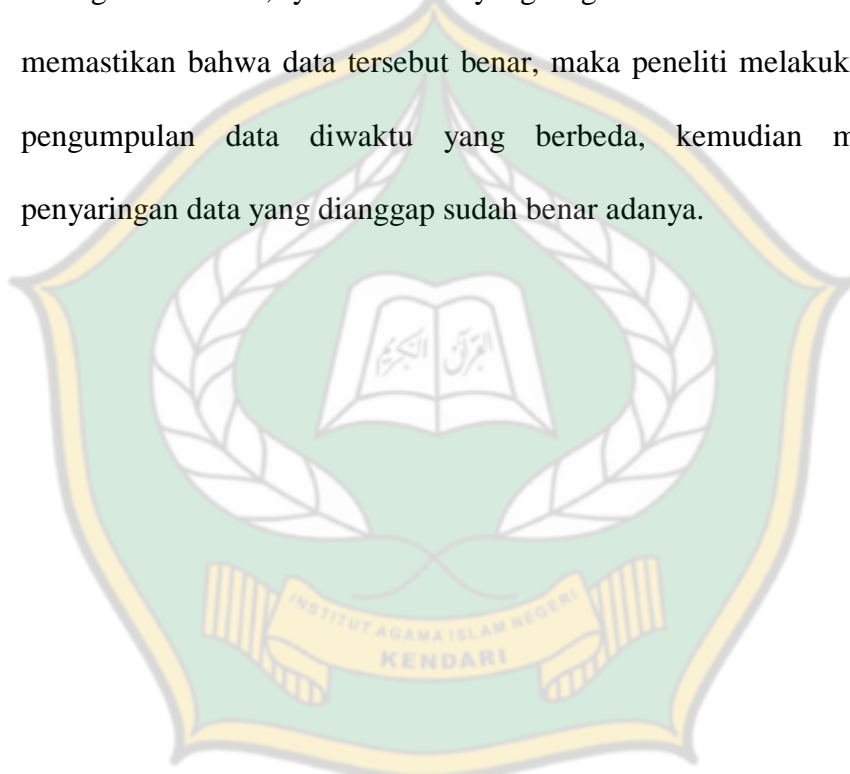 memastikan bahwa data tersebut benar, maka peneliti
pengumpulan data diwaktu yang berbeda, kemudian
penyaringan data yang dianggap sudah benar adanya.
القرآن الكريم
INSTITUT AGAMA ISLAM NEGERI
KENDARI